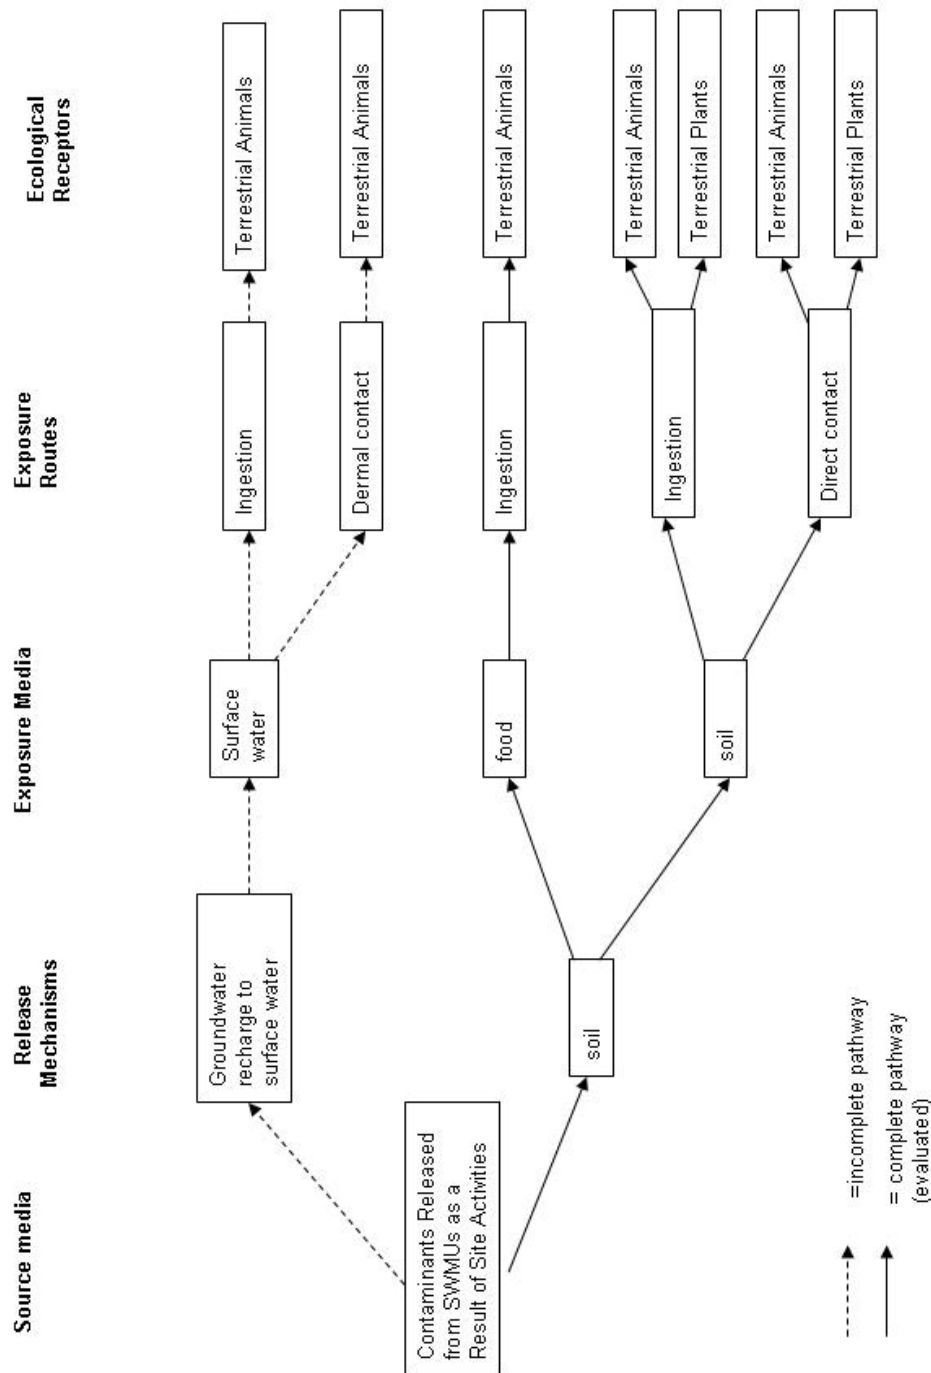 Source media
Release
Mechanisms
Exposure Media
Exposure
Routes
Ecological
Receptors
Contaminants Released
from SWMUs as a
Result of Site Activities
Groundwater
recharge to
surface water
Surface
water
Ingestion
Terrestrial Animals
Dermal contact
Terrestrial Animals
soil
food
Ingestion
Terrestrial Animals
soil
Ingestion
Terrestrial Animals
Terrestrial Plants
Direct contact
Terrestrial Animals
Terrestrial Plants
=incomplete pathway
= complete pathway
(evaluated)